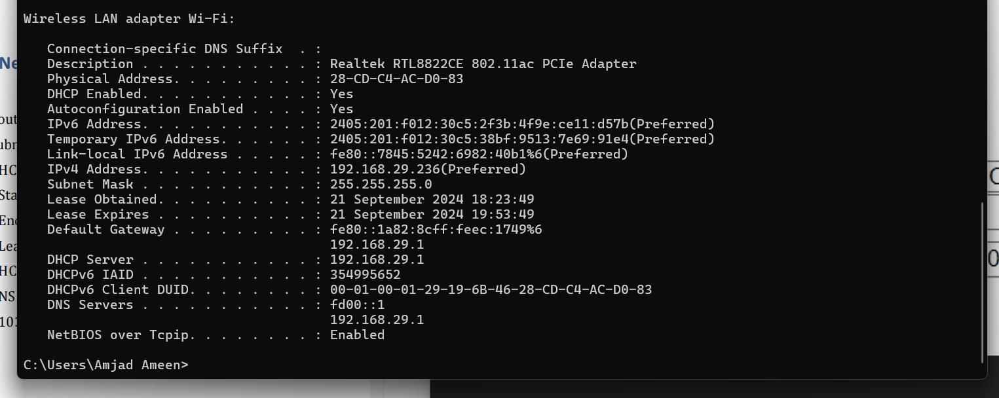 Wireless LAN adapter Wi-Fi:
Connection-specific DNS Suffix  . :
Description . . . . . . . . . . . : Realtek RTL8822CE 802.11ac PCIe Adapter
Physical Address. . . . . . . . . : 28-CD-C4-AC-D0-83
DHCP Enabled. . . . . . . . . . . : Yes
Autoconfiguration Enabled . . . . : Yes
IPv6 Address. . . . . . . . . . . : 2405:201:f012:30c5:2f3b:4f9e:ce11:d57b(Preferred)
Temporary IPv6 Address. . . . . . : 2405:201:f012:30c5:38bf:9513:7e69:91e4(Preferred)
Link-local IPv6 Address . . . . . : fe80::7845:5242:6982:40b1%6(Preferred)
IPv4 Address. . . . . . . . . . . : 192.168.29.236(Preferred)
Subnet Mask . . . . . . . . . . . : 255.255.255.0
Lease Obtained. . . . . . . . . . : 21 September 2024 18:23:49
Lease Expires . . . . . . . . . . : 21 September 2024 19:53:49
Default Gateway . . . . . . . . . : fe80::1a82:8cff:feec:1749%6
192.168.29.1
DHCP Server . . . . . . . . . . . : 192.168.29.1
DHCPv6 IAID . . . . . . . . . . . : 354995652
DHCPv6 Client DUID. . . . . . . . : 00-01-00-01-29-19-6B-46-28-CD-C4-AC-D0-83
DNS Servers . . . . . . . . . . . : fd00::1
192.168.29.1
NetBIOS over Tcpip. . . . . . . . : Enabled
C:\Users\Amjad Ameen>